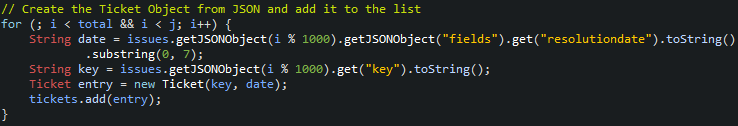 // Create the Ticket Object from JSON and add it to the list
for (; i < total && i < j; i++) {
    String date = issues.getJSONObject(i % 1000).getJSONObject("fields").get("resolutiondate").toString()
            .substring(0, 7);
    String key = issues.getJSONObject(i % 1000).get("key").toString();
    Ticket entry = new Ticket(key, date);
    tickets.add(entry);
}